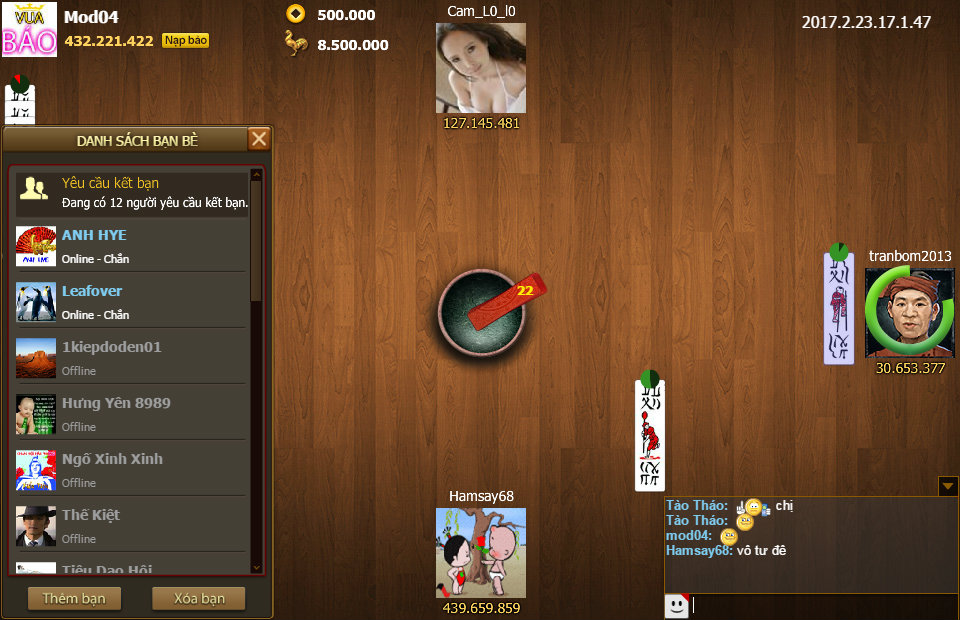 VUA
BÁO
Mod04
432.221.422
Nạp bảo
500.000
8.500.000
Cam_L0_l0
127.145.481
2017.2.23.17.1.47
DANH SÁCH BẠN BÈ
Yêu cầu kết bạn
Đang có 12 người yêu cầu kết bạn.
ANH HYE
Online - Chắn
Leafover
Online - Chắn
1kiepdoden01
Offline
Hưng Yên 8989
Offline
Ngố Xinh Xinh
Offline
Thế Kiệt
Offline
Tiêu Dao Hội
Thêm bạn
Xóa bạn
22
tranbom2013
30.653.377
Hamsay68
439.659.859
Tào Tháo: chị
Tào Tháo:
mod04:
Hamsay68: vô tư đê